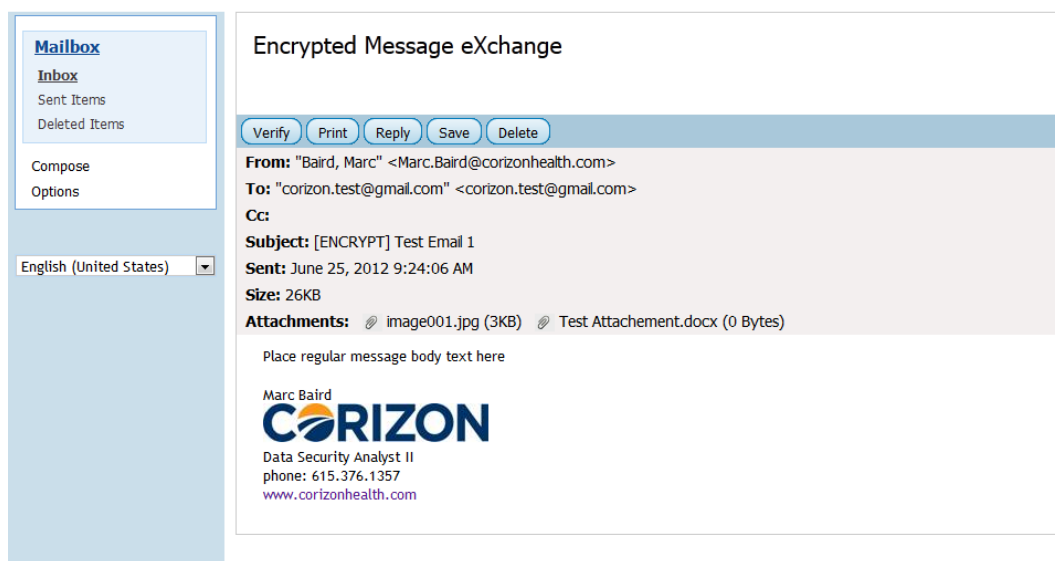 Mailbox
Inbox
Sent Items
Deleted Items
Compose
Options
English (United States)
Encrypted Message eXchange
Verify Print Reply Save Delete
From: "Baird, Marc" <Marc.Baird@corizonhealth.com>
To: "corizon.test@gmail.com" <corizon.test@gmail.com>
Cc:
Subject: [ENCRYPT] Test Email 1
Sent: June 25, 2012 9:24:06 AM
Size: 26KB
Attachments: image001.jpg (3KB) Test Attachement.docx (0 Bytes)
Place regular message body text here
Marc Baird
CORIZON
Data Security Analyst II
phone: 615.376.1357
www.corizonhealth.com